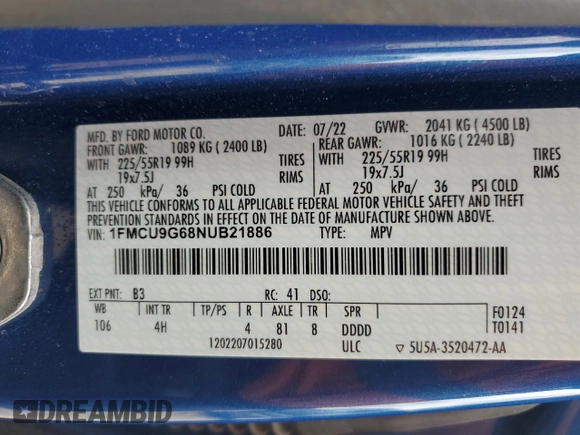 MFD. BY FORD MOTOR CO. DATE: 07/22 GVWR: 2041 KG ( 4500 LB)
FRONT GAWR: 1089 KG ( 2400 LB) REAR GAWR: 1016 KG ( 2240 LB)
WITH 225/55R19 99H TIRES WITH 225/55R19 99H TIRES
19x7.5J RIMS 19x7.5J RIMS
AT 250 kPa/ 36 PSI COLD AT 250 kPa/ 36 PSI COLD
THIS VEHICLE CONFORMS TO ALL APPLICABLE FEDERAL MOTOR VEHICLE SAFETY AND THEFT
PREVENTION STANDARDS IN EFFECT ON THE DATE OF MANUFACTURE SHOWN ABOVE.
VIN: 1FMCU9G68NUB21886 TYPE: MPV
EXT PNT: B3 RC: 41 DSO:
WB INT TR TP/PS R AXLE TR SPR F0124
106 4H 4 81 8 DDDD T0141
1202207015280 ULC ▽ 5U5A-3520472-AA
DREAMBID